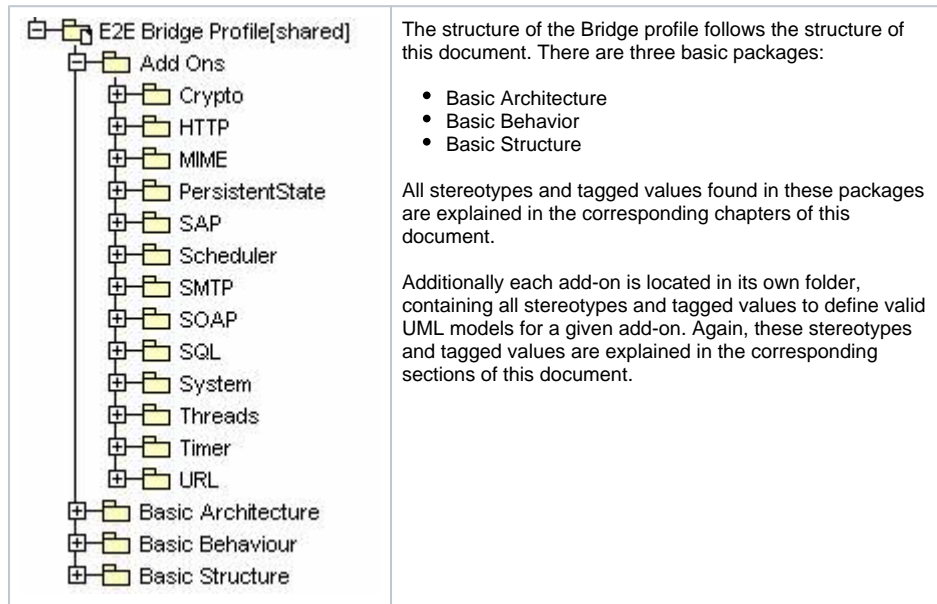 E2E Bridge Profile[shared]
Add Ons
Crypto
HTTP
MIME
PersistentState
SAP
Scheduler
SMTP
SOAP
SQL
System
Threads
Timer
URL
Basic Architecture
Basic Behaviour
Basic Structure
The structure of the Bridge profile follows the structure of
this document. There are three basic packages:
• Basic Architecture
• Basic Behavior
• Basic Structure
All stereotypes and tagged values found in these packages
are explained in the corresponding chapters of this
document.
Additionally each add-on is located in its own folder,
containing all stereotypes and tagged values to define valid
UML models for a given add-on. Again, these stereotypes
and tagged values are explained in the corresponding
sections of this document.